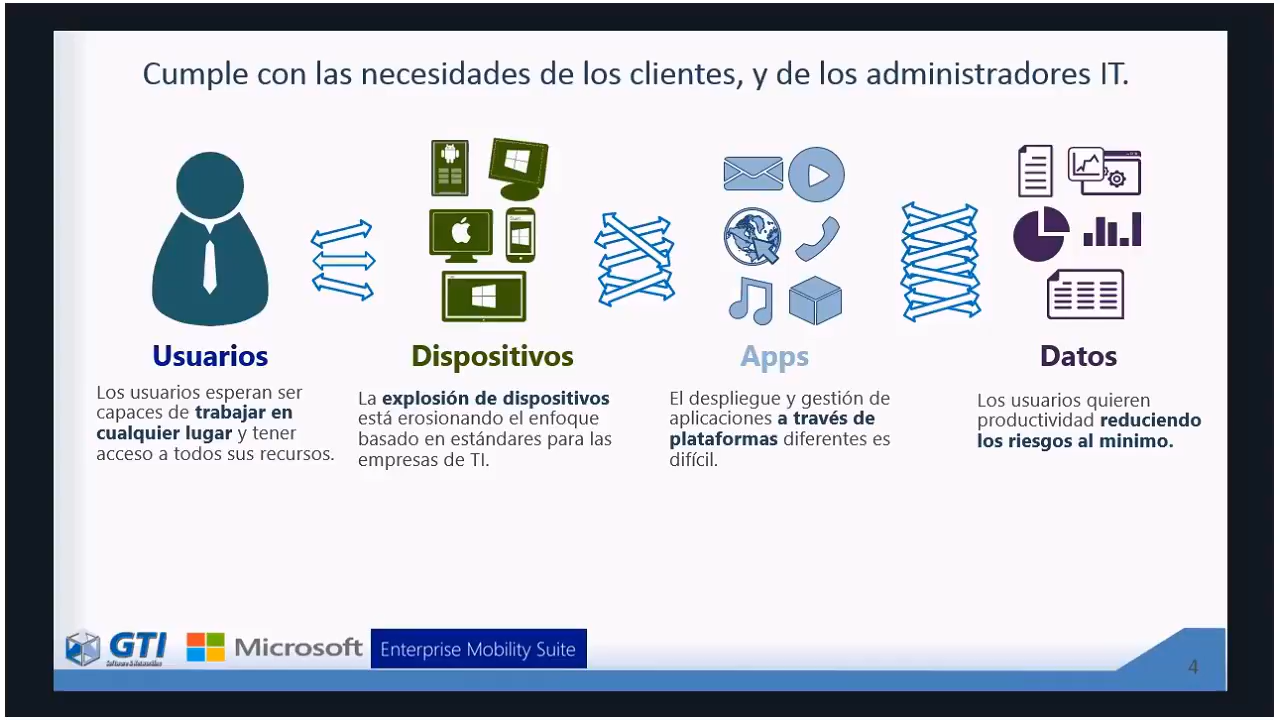 Cumple con las necesidades de los clientes, y de los administradores IT.
Usuarios
Los usuarios esperan ser
capaces de trabajar en
cualquier lugar y tener
acceso a todos sus recursos.
Dispositivos
La explosión de dispositivos
está erosionando el enfoque
basado en estándares para las
empresas de TI.
Apps
El despliegue y gestión de
aplicaciones a través de
plataformas diferentes es
difícil.
Datos
Los usuarios quieren
productividad reduciendo
los riesgos al minimo.
GTI
Software & Networking
Microsoft
Enterprise Mobility Suite
4